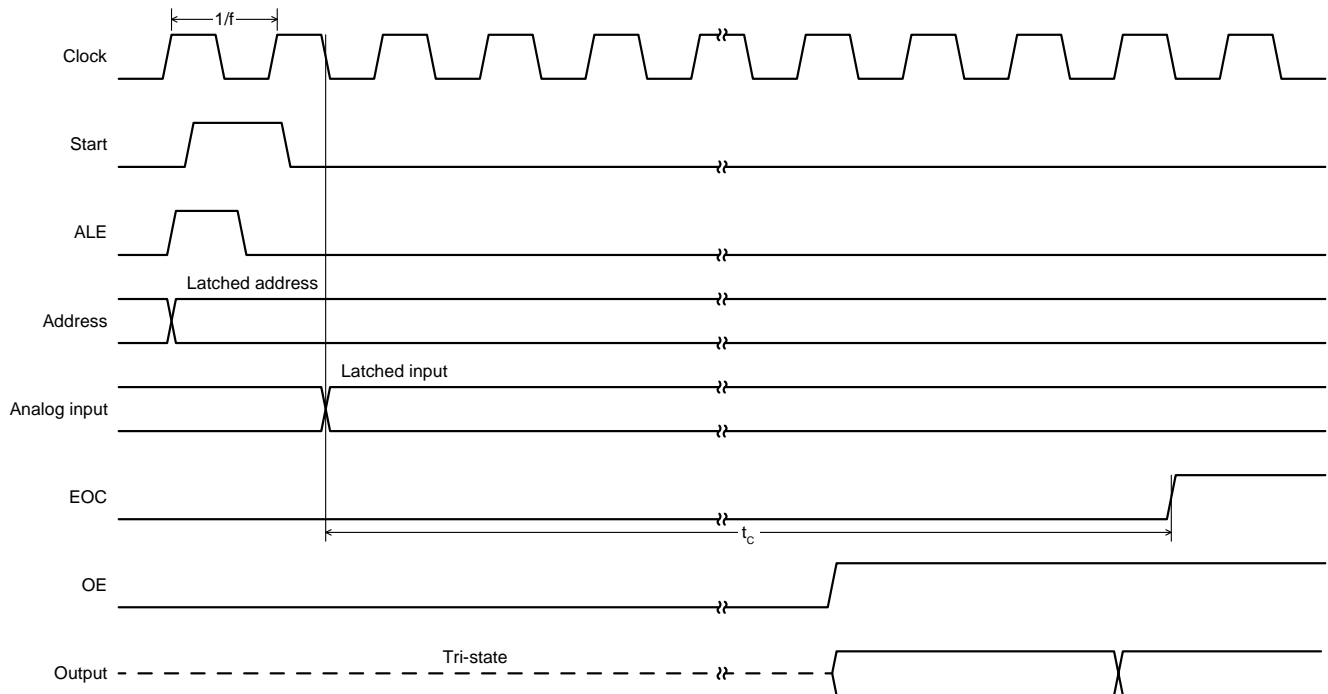 1/f
Clock
Start
ALE
Latched address
Address
Latched input
Analog input
EOC
tc
OE
Tri-state
Output